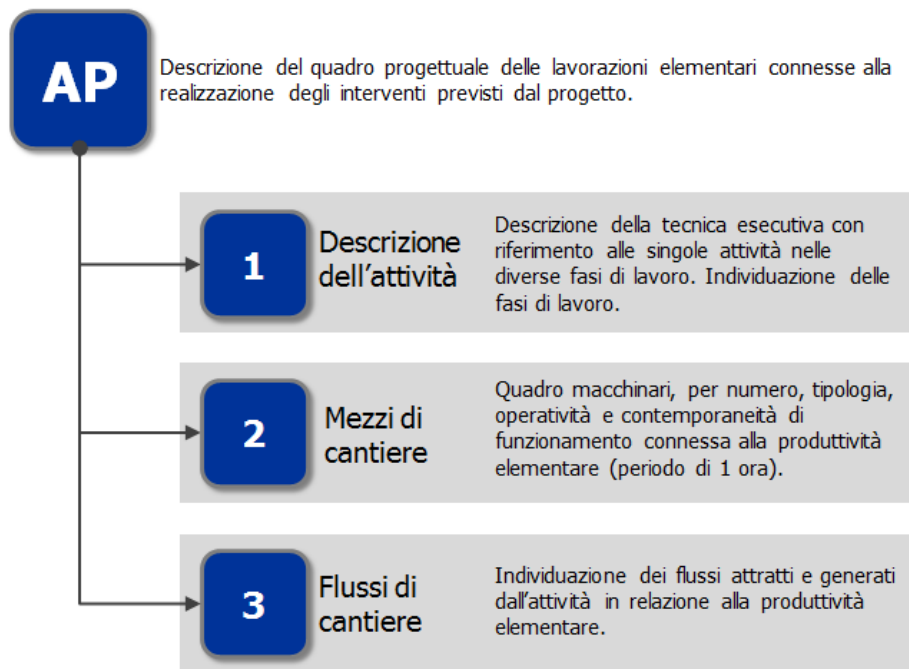 AP
Descrizione del quadro progettuale delle lavorazioni elementari connesse alla
realizzazione degli interventi previsti dal progetto.
1
Descrizione
dell'attività
Descrizione della tecnica esecutiva con
riferimento alle singole attività nelle
diverse fasi di lavoro. Individuazione delle
fasi di lavoro.
2
Mezzi di
cantiere
Quadro macchinari, per numero, tipologia,
operatività e contemporaneità di
funzionamento connessa alla produttività
elementare (periodo di 1 ora).
3
Flussi di
cantiere
Individuazione dei flussi attratti e generati
dall'attività in relazione alla produttività
elementare.